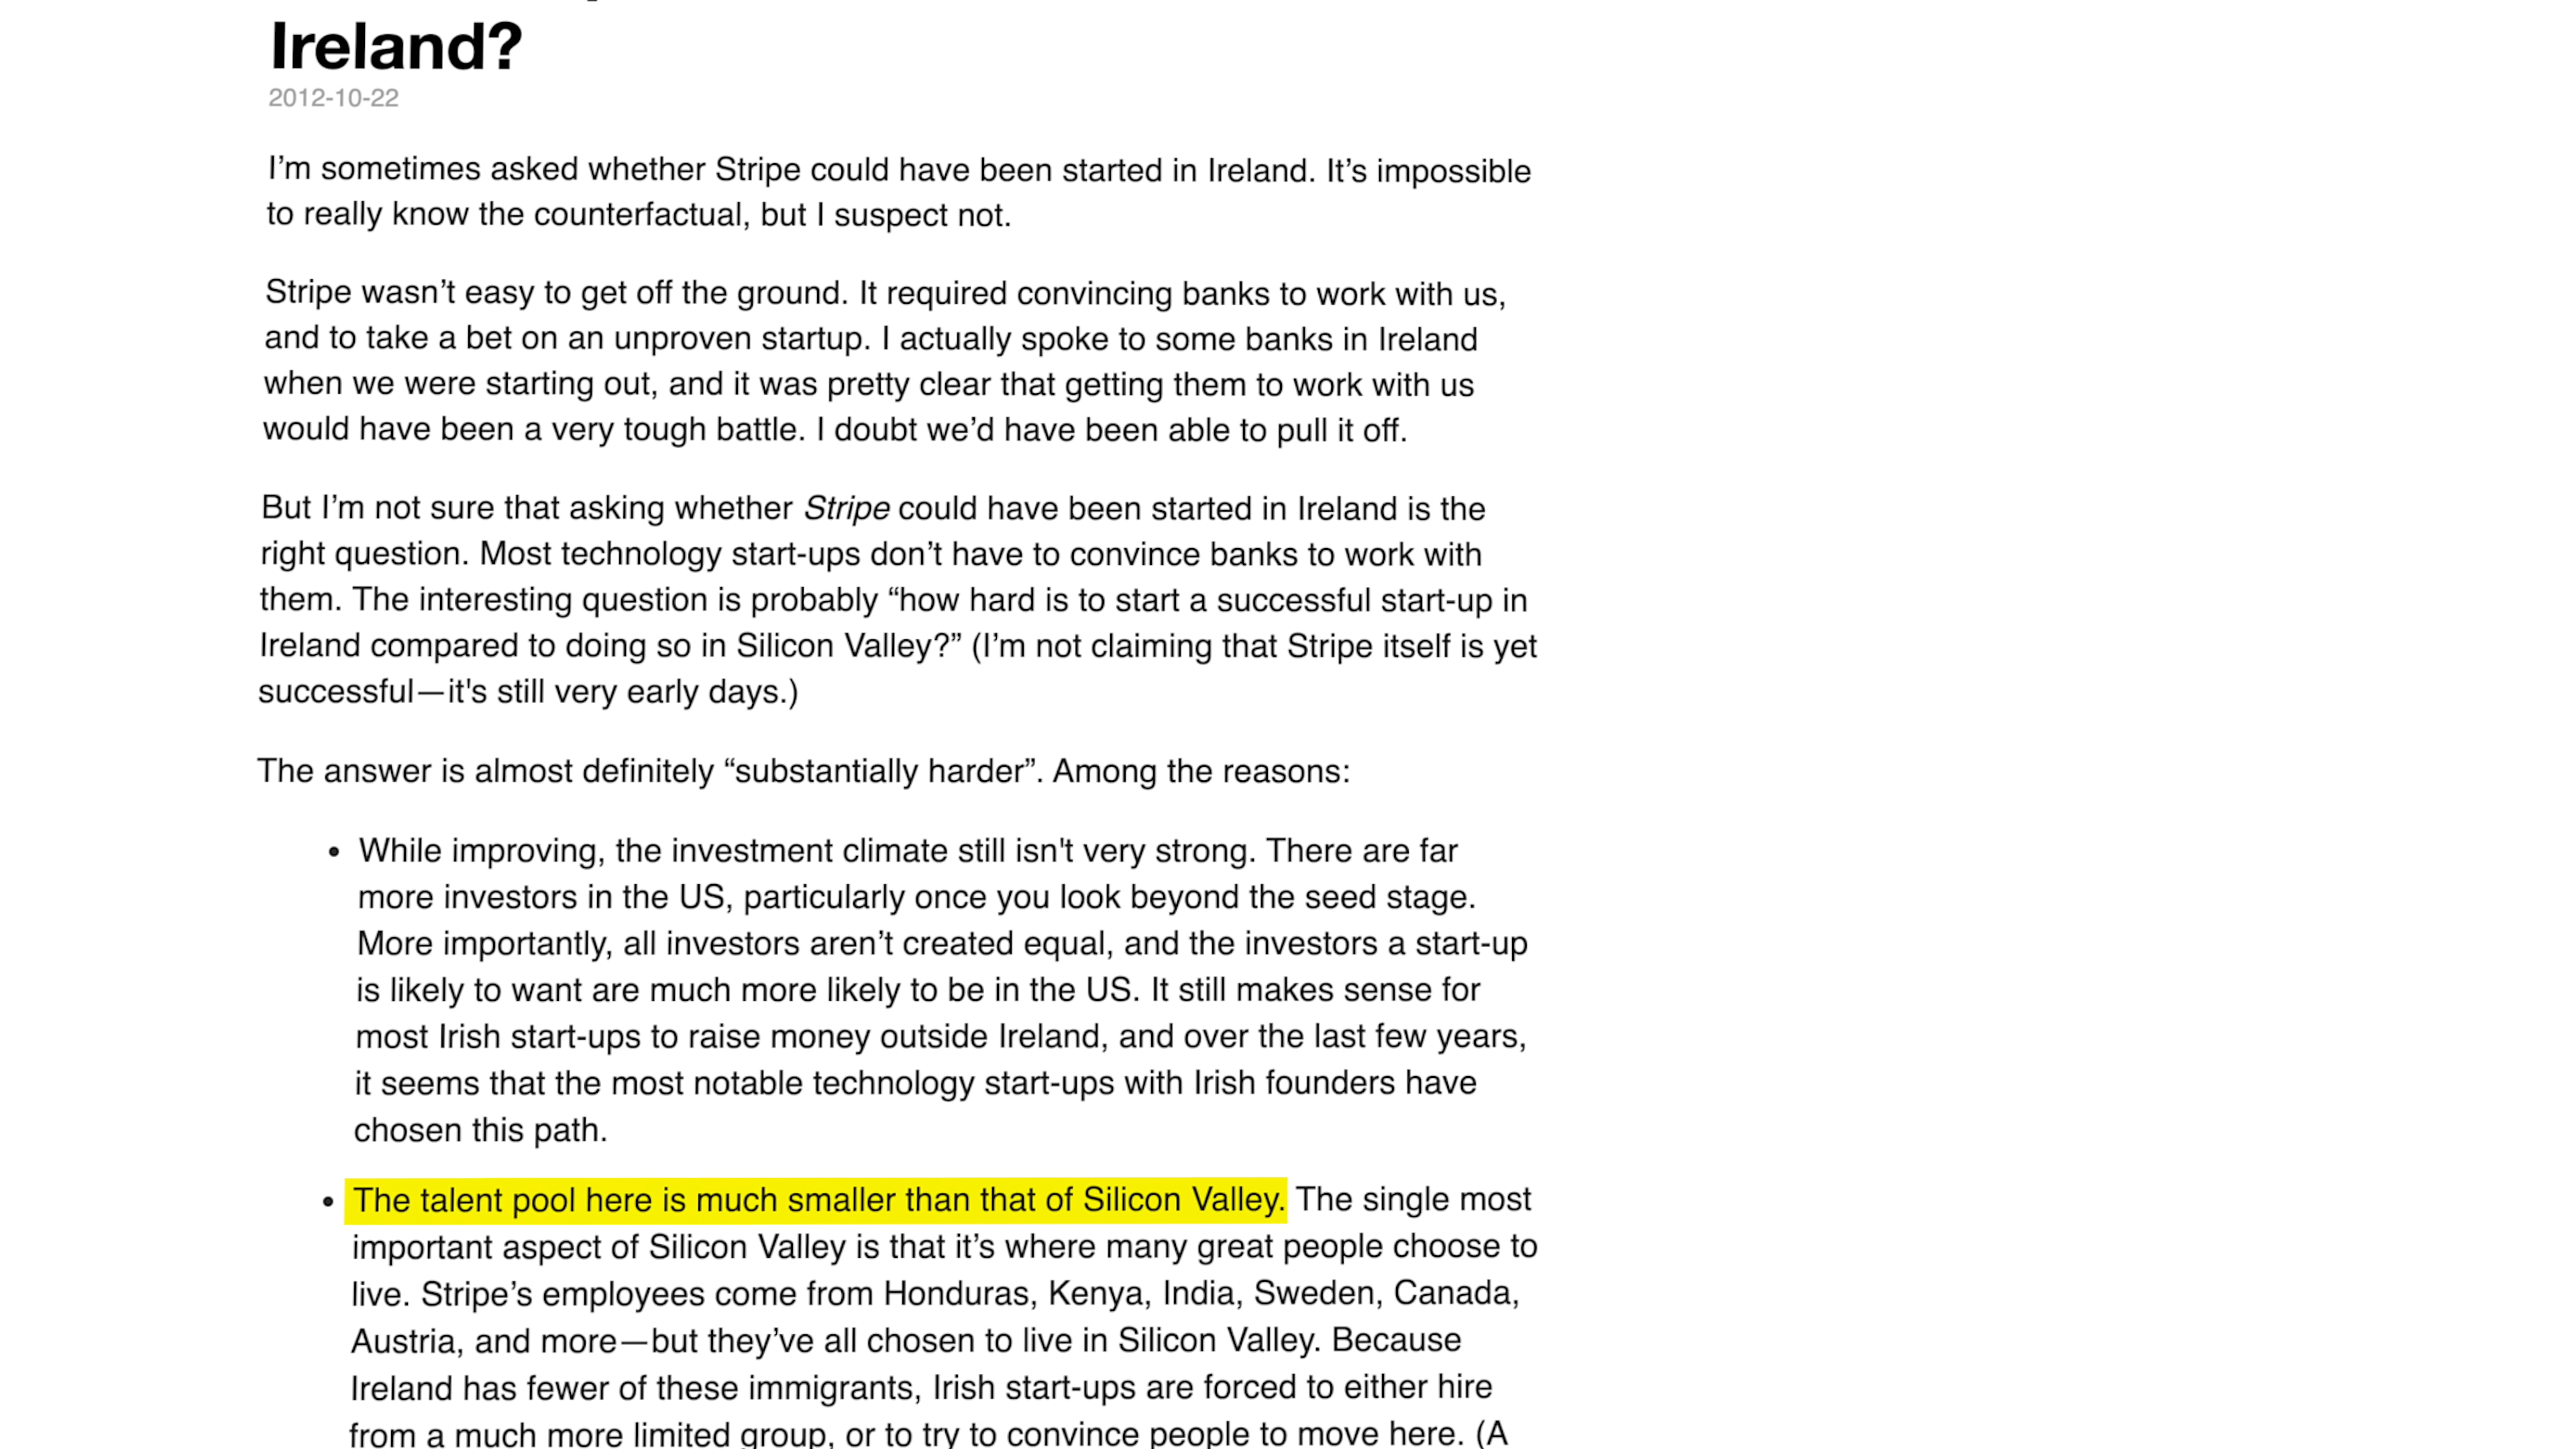 Ireland?
2012-10-22
I’m sometimes asked whether Stripe could have been started in Ireland. It’s impossible
to really know the counterfactual, but I suspect not.
Stripe wasn’t easy to get off the ground. It required convincing banks to work with us,
and to take a bet on an unproven startup. I actually spoke to some banks in Ireland
when we were starting out, and it was pretty clear that getting them to work with us
would have been a very tough battle. I doubt we’d have been able to pull it off.
But I’m not sure that asking whether Stripe could have been started in Ireland is the
right question. Most technology start-ups don’t have to convince banks to work with
them. The interesting question is probably “how hard is to start a successful start-up in
Ireland compared to doing so in Silicon Valley?” (I’m not claiming that Stripe itself is yet
successful—it's still very early days.)
The answer is almost definitely “substantially harder”. Among the reasons:
• While improving, the investment climate still isn't very strong. There are far
more investors in the US, particularly once you look beyond the seed stage.
More importantly, all investors aren’t created equal, and the investors a start-up
is likely to want are much more likely to be in the US. It still makes sense for
most Irish start-ups to raise money outside Ireland, and over the last few years,
it seems that the most notable technology start-ups with Irish founders have
chosen this path.
• The talent pool here is much smaller than that of Silicon Valley. The single most
important aspect of Silicon Valley is that it’s where many great people choose to
live. Stripe’s employees come from Honduras, Kenya, India, Sweden, Canada,
Austria, and more—but they’ve all chosen to live in Silicon Valley. Because
Ireland has fewer of these immigrants, Irish start-ups are forced to either hire
from a much more limited group, or to try to convince people to move here. (A